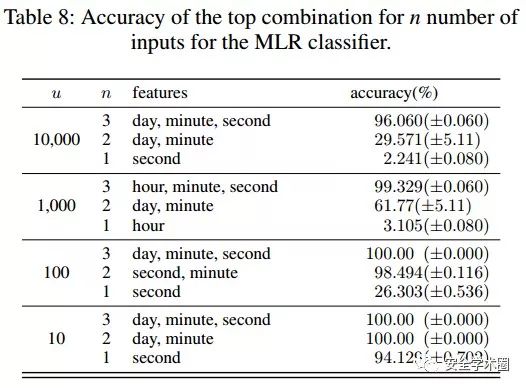 Table 8: Accuracy of the top combination for n number of
inputs for the MLR classifier.
u n features accuracy(%)
3 day, minute, second 96.060(±0.060)
10,000 2 day, minute 29.571(±5.11)
1 second 2.241(±0.080)
3 hour, minute, second 99.329(±0.060)
1,000 2 day, minute 61.77(±5.11)
1 hour 3.105(±0.080)
3 day, minute, second 100.00 (±0.000)
100 2 second, minute 98.494(±0.116)
1 second 26.303(±0.536)
3 day, minute, second 100.00 (±0.000)
10 2 day, minute 100.00 (±0.000)
1 second
安全学术圈